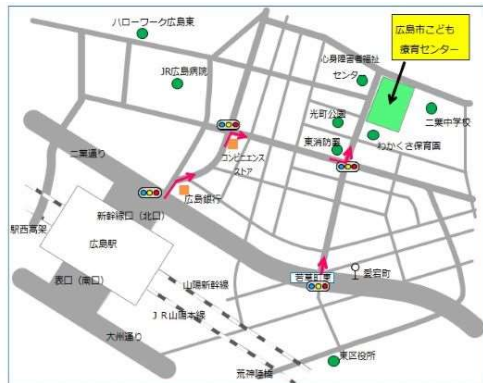 ハローワーク広島東
広島市こども
療育センター
心身障害者福祉
センター
JR広島病院
光町公園
二葉中学校
東消防署
わかくさ保育園
コンビニエンス
ストア
二葉通り
広島銀行
新幹線口（北口）
駅西高架
広島駅
若草町東
愛宕町
表口（南口）
山陽新幹線
ＪＲ山陽本線
大州通り
東区役所
荒神陸橋